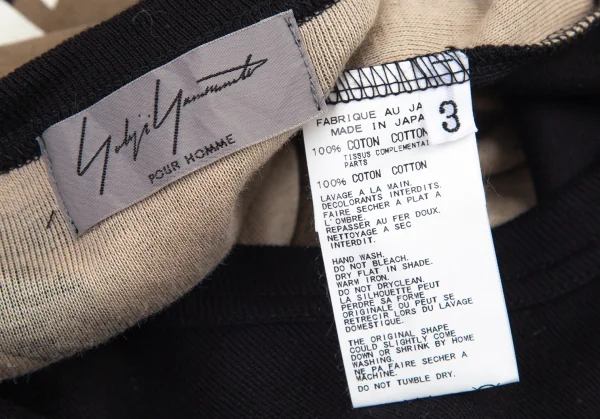 Yohji Yamamoto
POUR HOMME
3
FABRIQUE AU JA
MADE IN JAPA
100% COTON COTTON
TISSUS COMPLEMENTAI
PARTS
100% COTON COTTON
LAVAGE A LA MAIN.
DECOLORANTS INTERDITS.
FAIRE SECHER A PLAT A
L'OMBRE.
REPASSER AU FER DOUX.
NETTOYAGE A SEC
INTERDIT.
HAND WASH.
DO NOT BLEACH.
DRY FLAT IN SHADE.
WARM IRON.
DO NOT DRYCLEAN.
LA SILHOUETTE PEUT
PERDRE SA FORME
ORIGINALE OU PEUT SE
RETRECIR LORS DU LAVAGE
DOMESTIQUE.
THE ORIGINAL SHAPE
COULD SLIGHTLY COME
DOWN OR SHRINK BY HOME
WASHING.
NE PA FAIRE SECHER A
MACHINE.
DO NOT TUMBLE DRY.